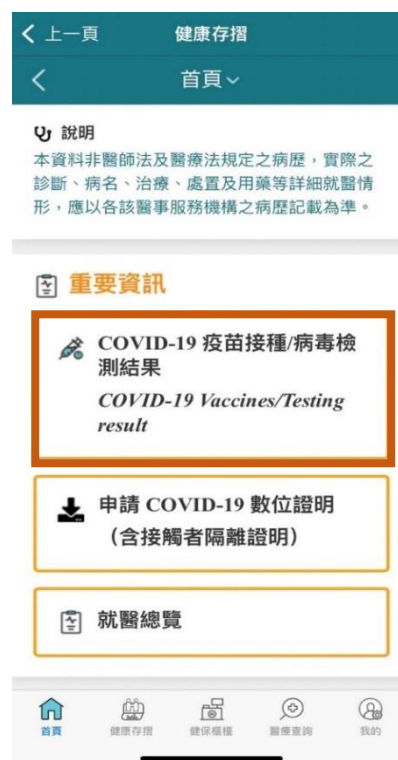 上一頁 健康存摺
首頁
說明
本資料非醫師法及醫療法規定之病歷，實際之
診斷、病名、治療、處置及用藥等詳細就醫情
形，應以各該醫事服務機構之病歷記載為準。
重要資訊
COVID-19 疫苗接種/病毒檢
測結果
COVID-19 Vaccines/Testing
result
申請 COVID-19 數位證明
（含接觸者隔離證明）
就醫總覽
首頁 健康存摺 健保櫃檯 醫療查詢 我的